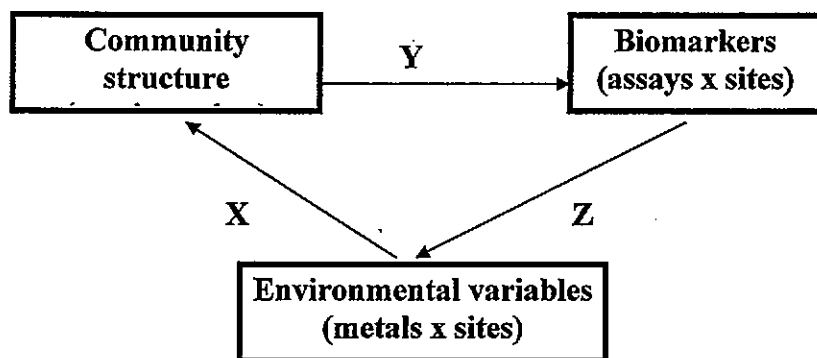 Community
structure
Y
Biomarkers
(assays x sites)
X
Z
Environmental variables
(metals x sites)